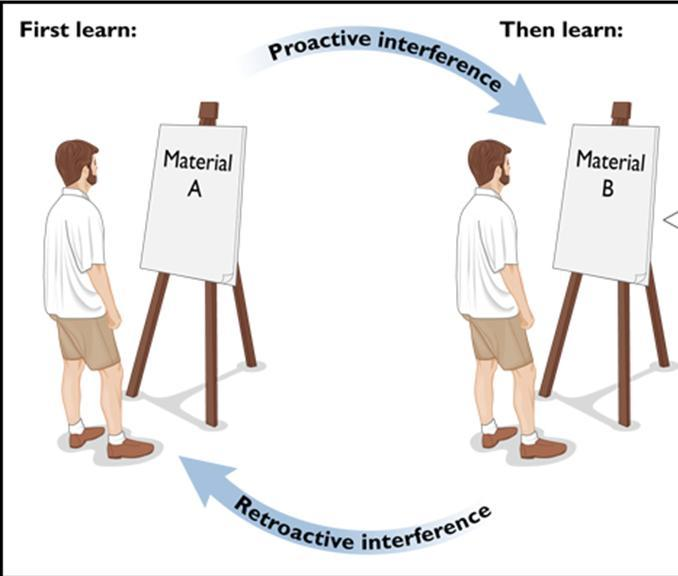 First learn:
Proactive interference
Then learn:
Material
A
Material
B
Retroactive interference